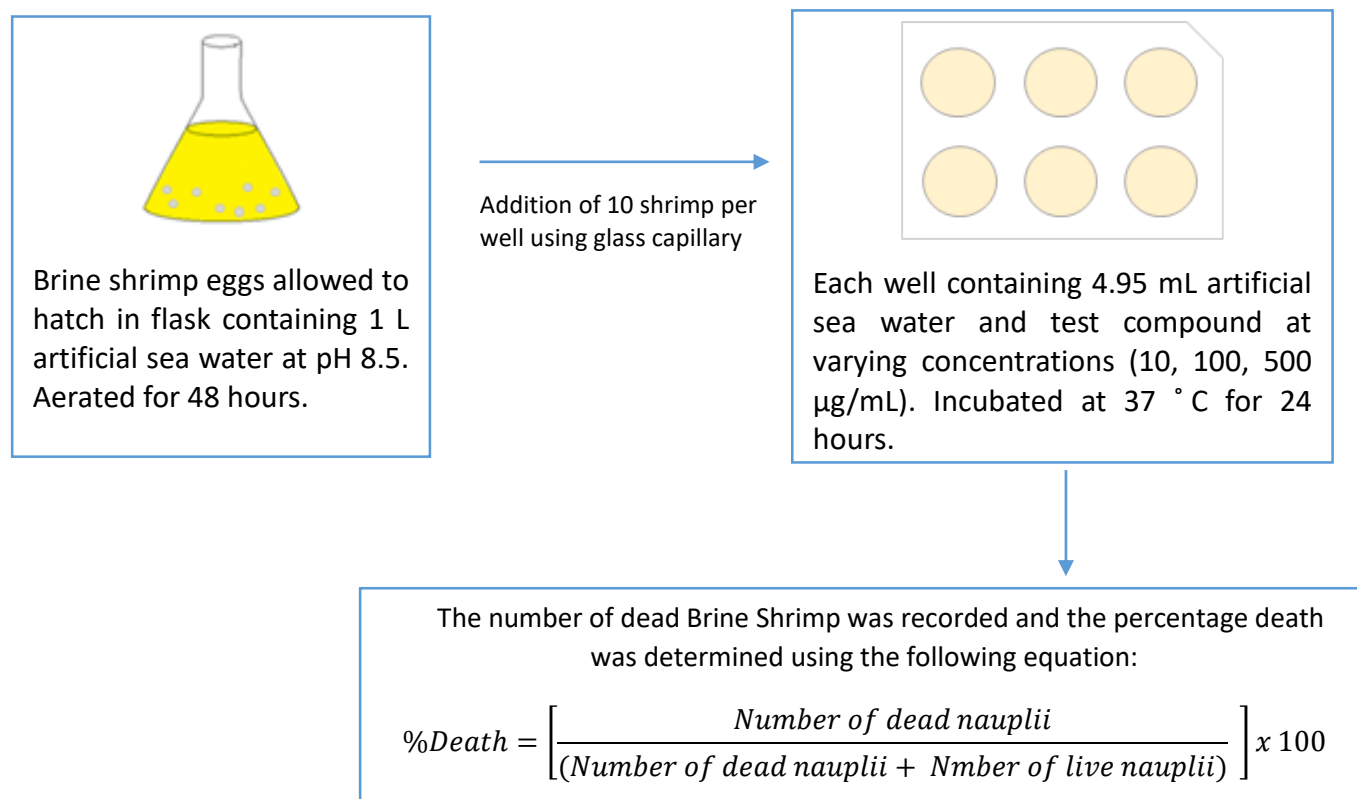 Brine shrimp eggs allowed to
hatch in flask containing 1 L
artificial sea water at pH 8.5.
Aerated for 48 hours.
Addition of 10 shrimp per
well using glass capillary
Each well containing 4.95 mL artificial
sea water and test compound at
varying concentrations (10, 100, 500
µg/mL). Incubated at 37 ˚C for 24
hours.
The number of dead Brine Shrimp was recorded and the percentage death
was determined using the following equation:
%Death = [Number of dead nauplii / (Number of dead nauplii + Nmber of live nauplii)] x 100